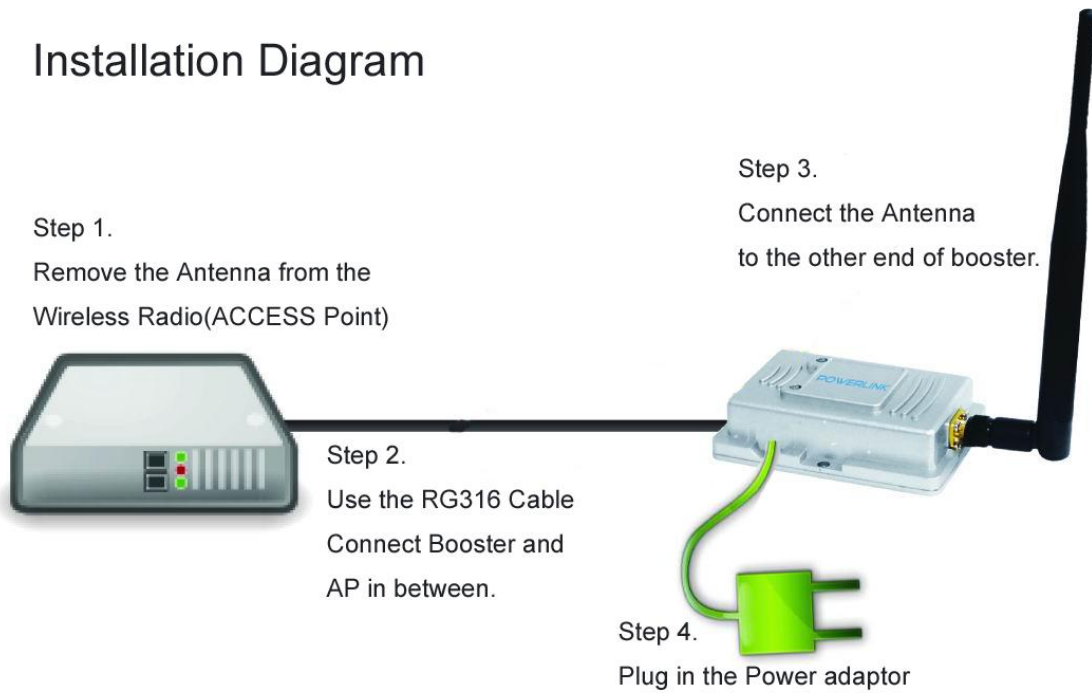 Installation Diagram
Step 1.
Remove the Antenna from the
Wireless Radio(ACCESS Point)
Step 2.
Use the RG316 Cable
Connect Booster and
AP in between.
Step 3.
Connect the Antenna
to the other end of booster.
POWERLINK
Step 4.
Plug in the Power adaptor